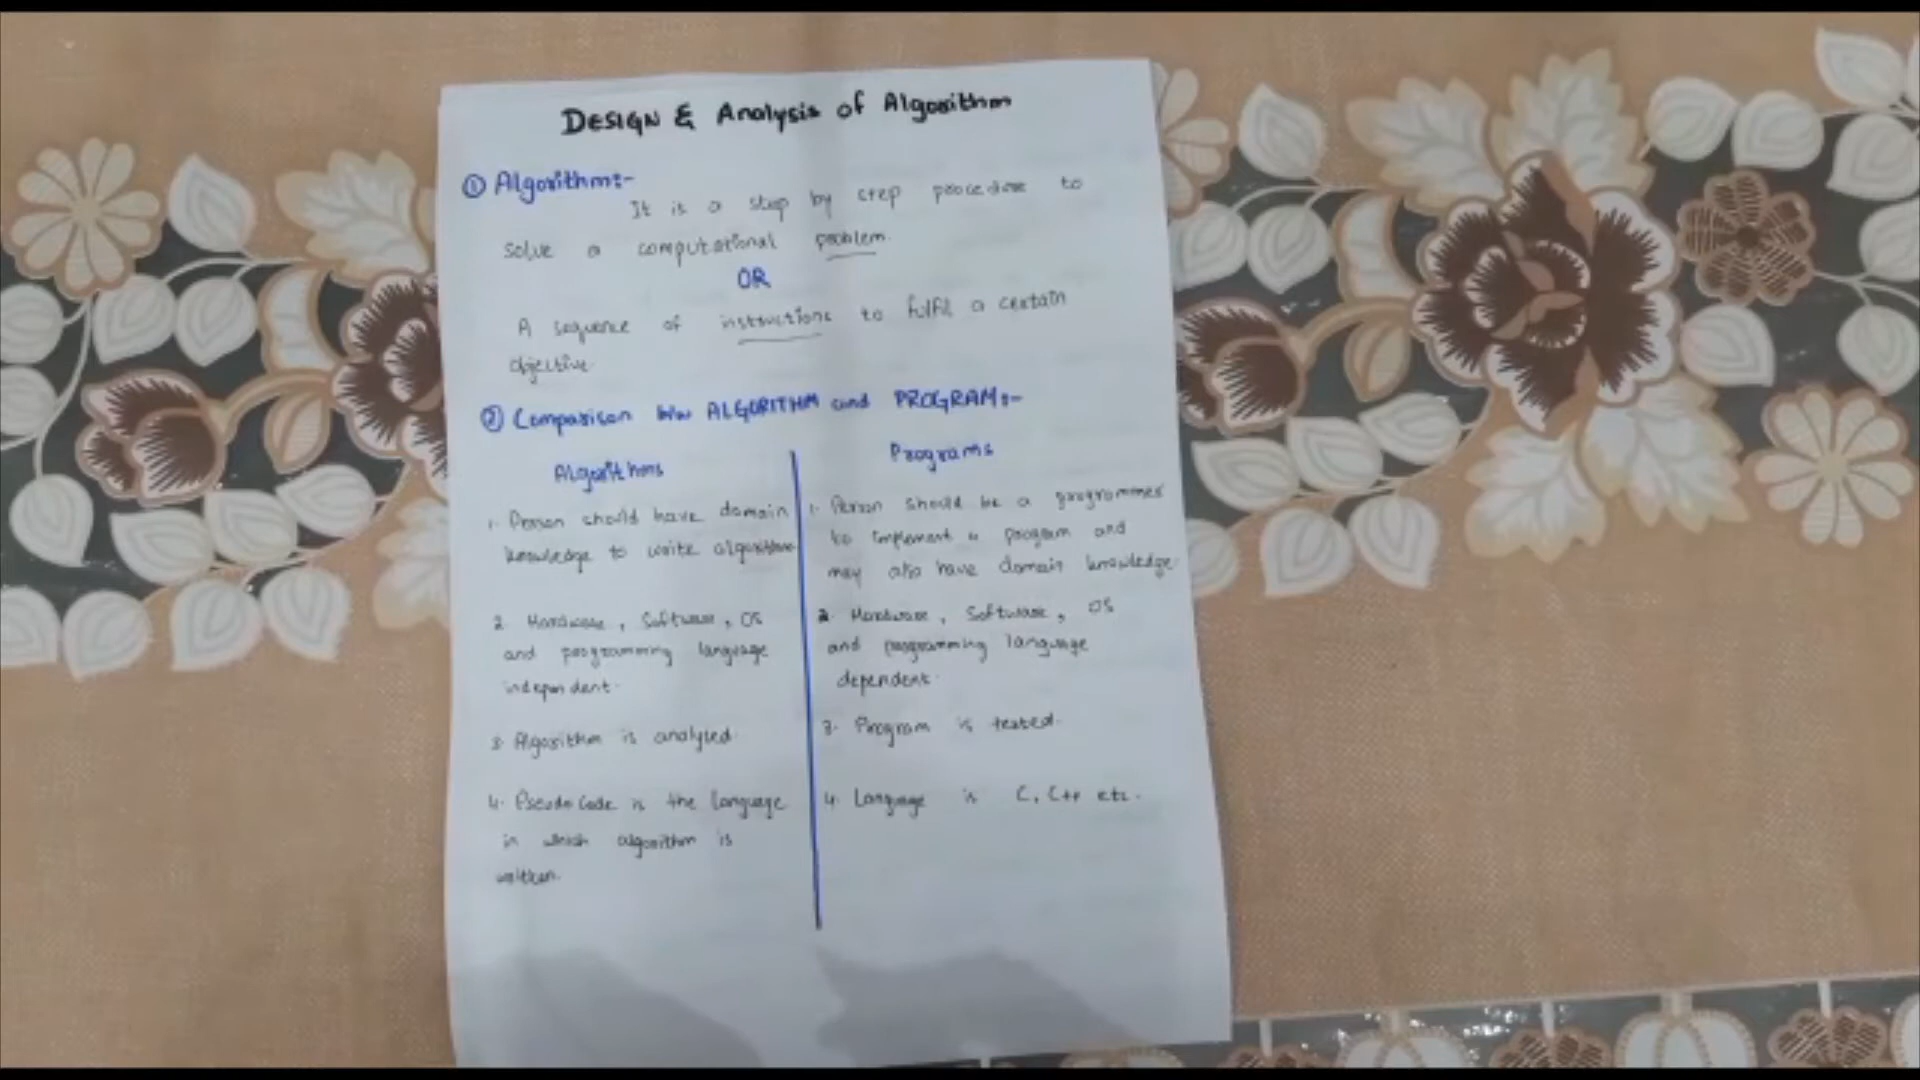 DESIGN & Analysis of Algorithm
① Algorithm:-
It is a step by step procedure to
solve a computational problem.
OR
A sequence of instructions to fulfil a certain
objective.
② Comparison b/w ALGORITHM and PROGRAM:-
Algorithms
1. Person should have domain
knowledge to write algorithm
2. Hardware, Software, OS
and programming language
independent.
3. Algorithm is analyzed.
4. Pseudo Code is the language
in which algorithm is
written.
Programs
1. Person should be a programmer
to implement a program and
may also have domain knowledge.
2. Hardware, Software, OS
and programming language
dependent.
3. Program is tested.
4. Language is C, C++ etc.